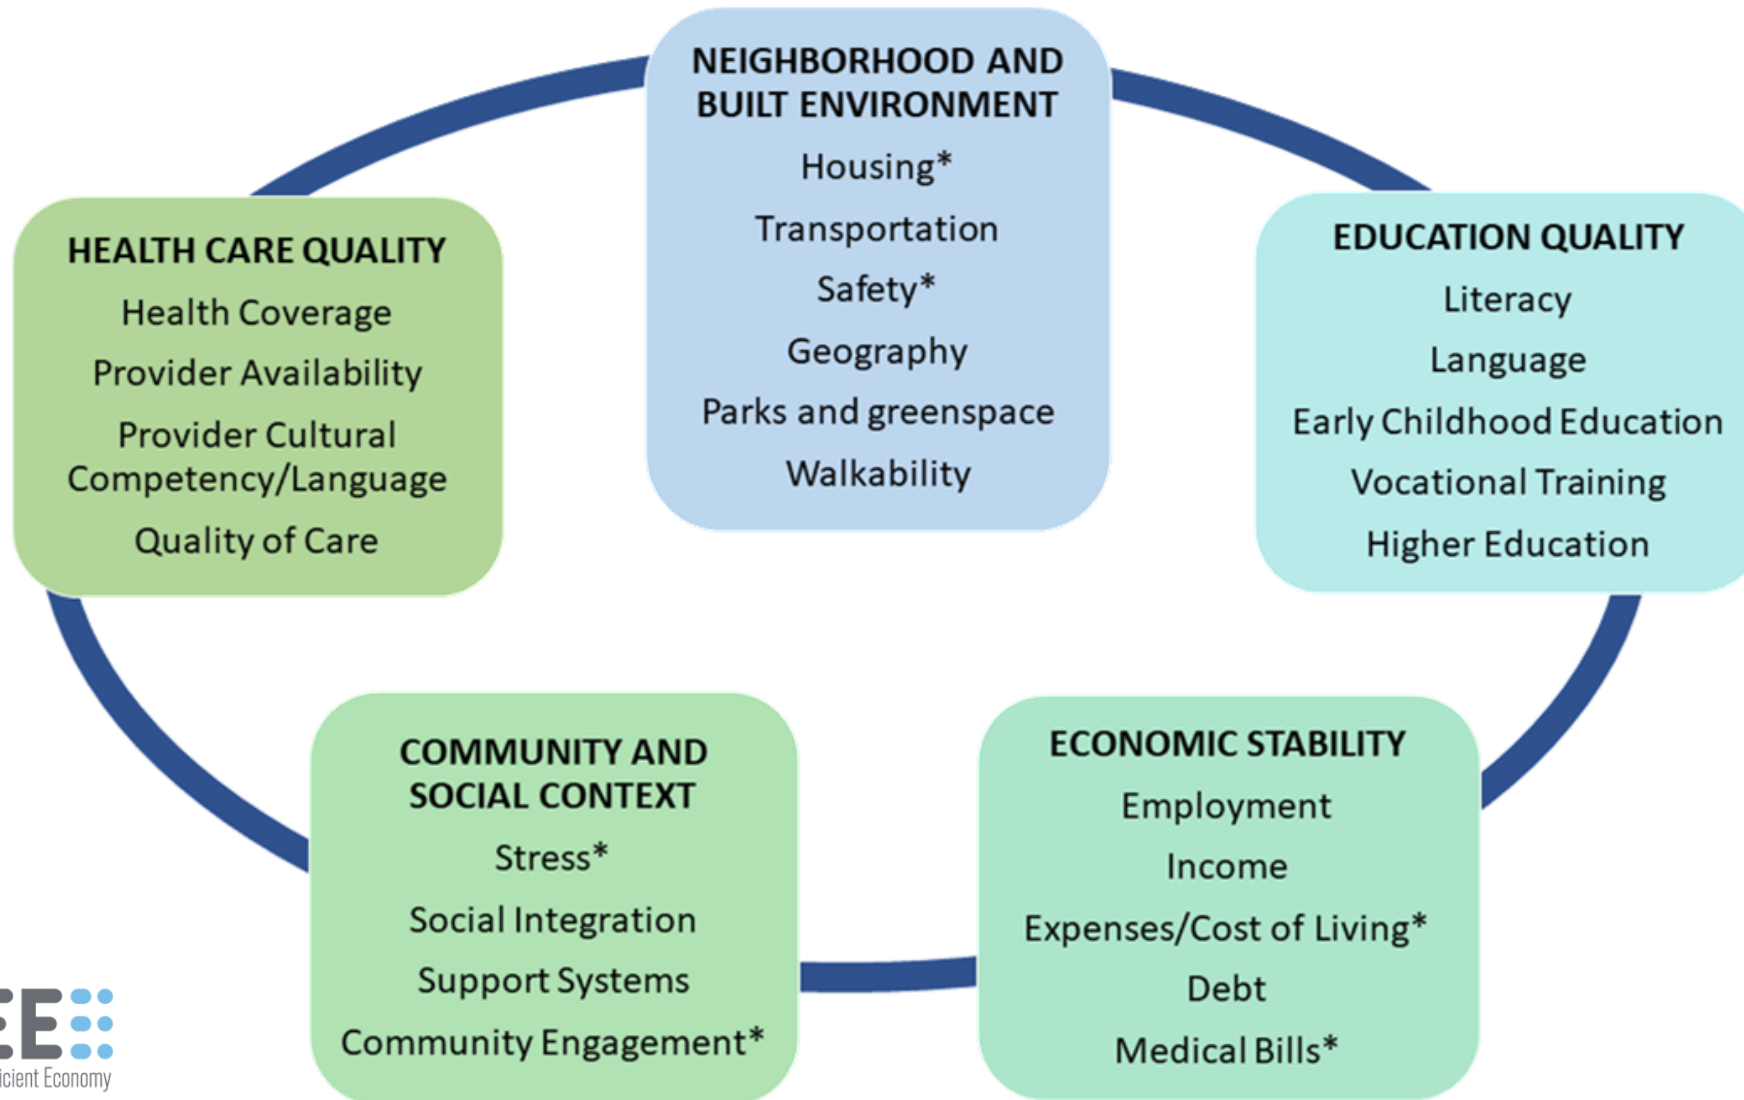 NEIGHBORHOOD AND
BUILT ENVIRONMENT
Housing*
Transportation
Safety*
Geography
Parks and greenspace
Walkability
HEALTH CARE QUALITY
Health Coverage
Provider Availability
Provider Cultural
Competency/Language
Quality of Care
EDUCATION QUALITY
Literacy
Language
Early Childhood Education
Vocational Training
Higher Education
COMMUNITY AND
SOCIAL CONTEXT
Stress*
Social Integration
Support Systems
Community Engagement*
ECONOMIC STABILITY
Employment
Income
Expenses/Cost of Living*
Debt
Medical Bills*
Economy